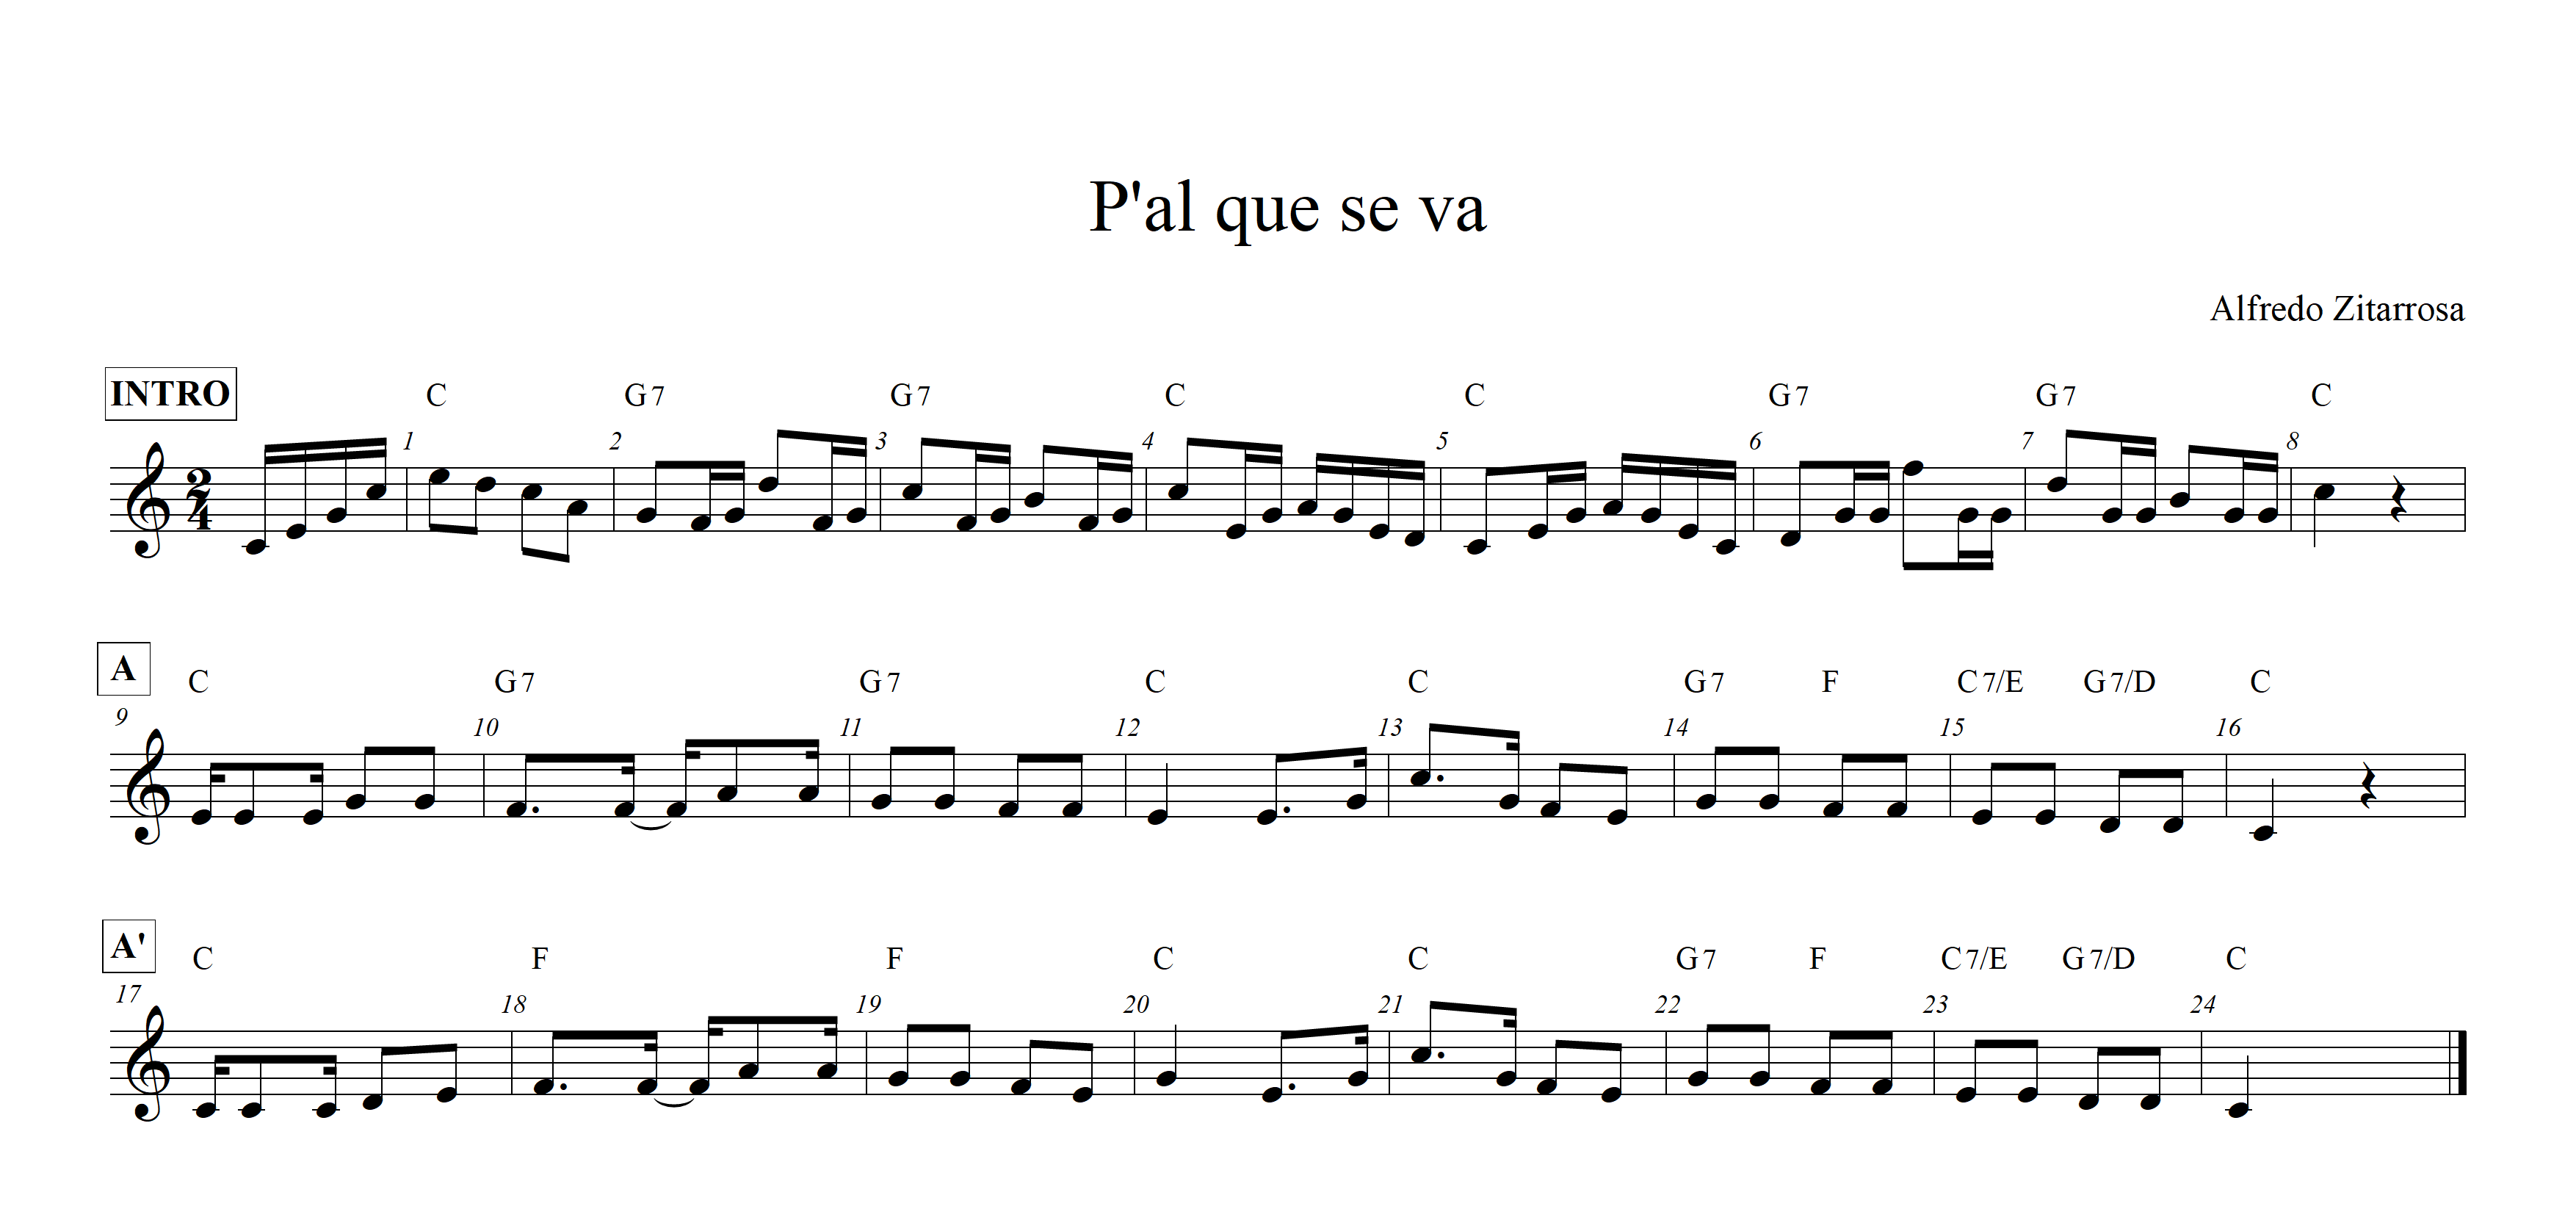 P'al que se va
Alfredo Zitarrosa
INTRO C G7 G7 C C G7 G7 C
1 2 3 4 5 6 7 8
2
4
A C G7 G7 C C G7 F C7/E G7/D C
9 10 11 12 13 14 15 16
A' C F F C C G7 F C7/E G7/D C
17 18 19 20 21 22 23 24